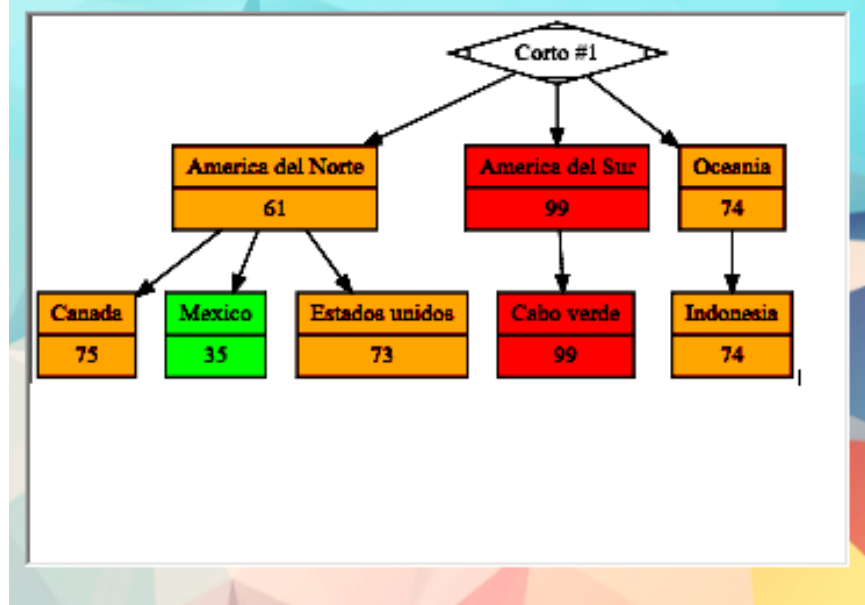 Corto #1
America del Norte
61
America del Sur
99
Oceania
74
Canada
75
Mexico
35
Estados unidos
73
Cabo verde
99
Indonesia
74